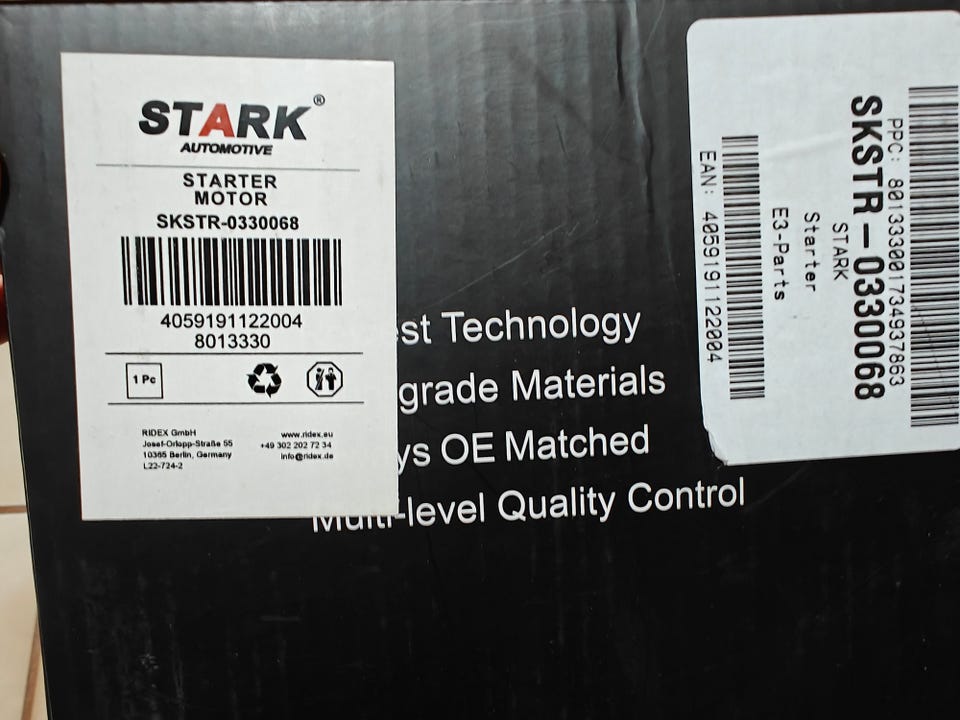 STARK®
AUTOMOTIVE
STARTER
MOTOR
SKSTR-0330068
4059191122004
8013330
1 Pc
RIDEX GmbH
Josef-Orlopp-Straße 55
10365 Berlin, Germany
L22-724-2
www.ridex.eu
+49 302 202 72 34
info@ridex.de
est Technology
grade Materials
ys OE Matched
Multi-level Quality Control
PPC: 8013330017349378​63
SKSTR-0330068
STARK
Starter
E3-Parts
EAN: 4059191122004